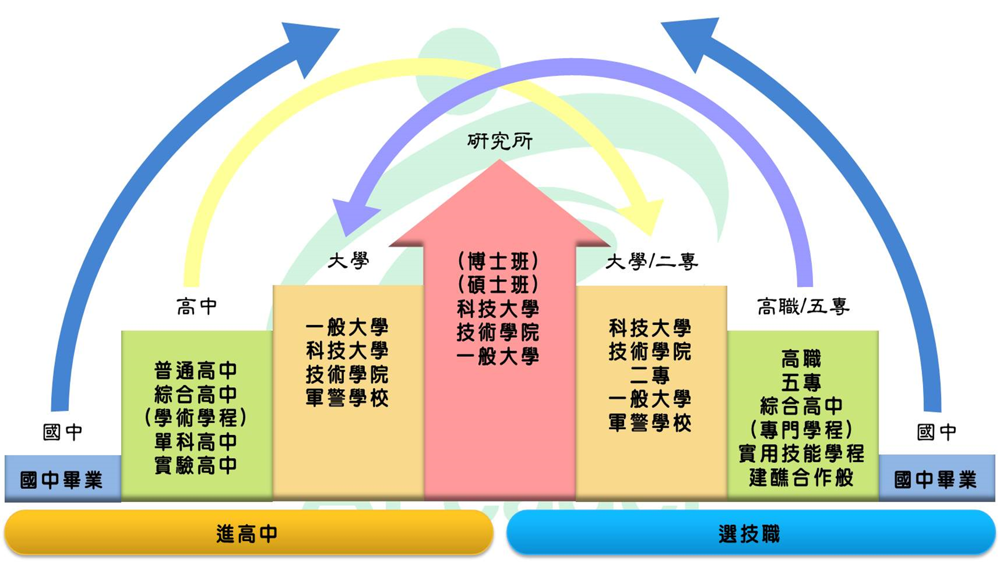 研究所
大學
大學/二專
高中
高職/五專
國中
國中
(博士班)
(碩士班)
科技大學
技術學院
一般大學
一般大學
科技大學
技術學院
軍警學校
科技大學
技術學院
二專
一般大學
軍警學校
普通高中
綜合高中
(學術學程)
單科高中
實驗高中
高職
五專
綜合高中
(專門學程)
實用技能學程
建醮合作般
國中畢業
國中畢業
進高中
選技職